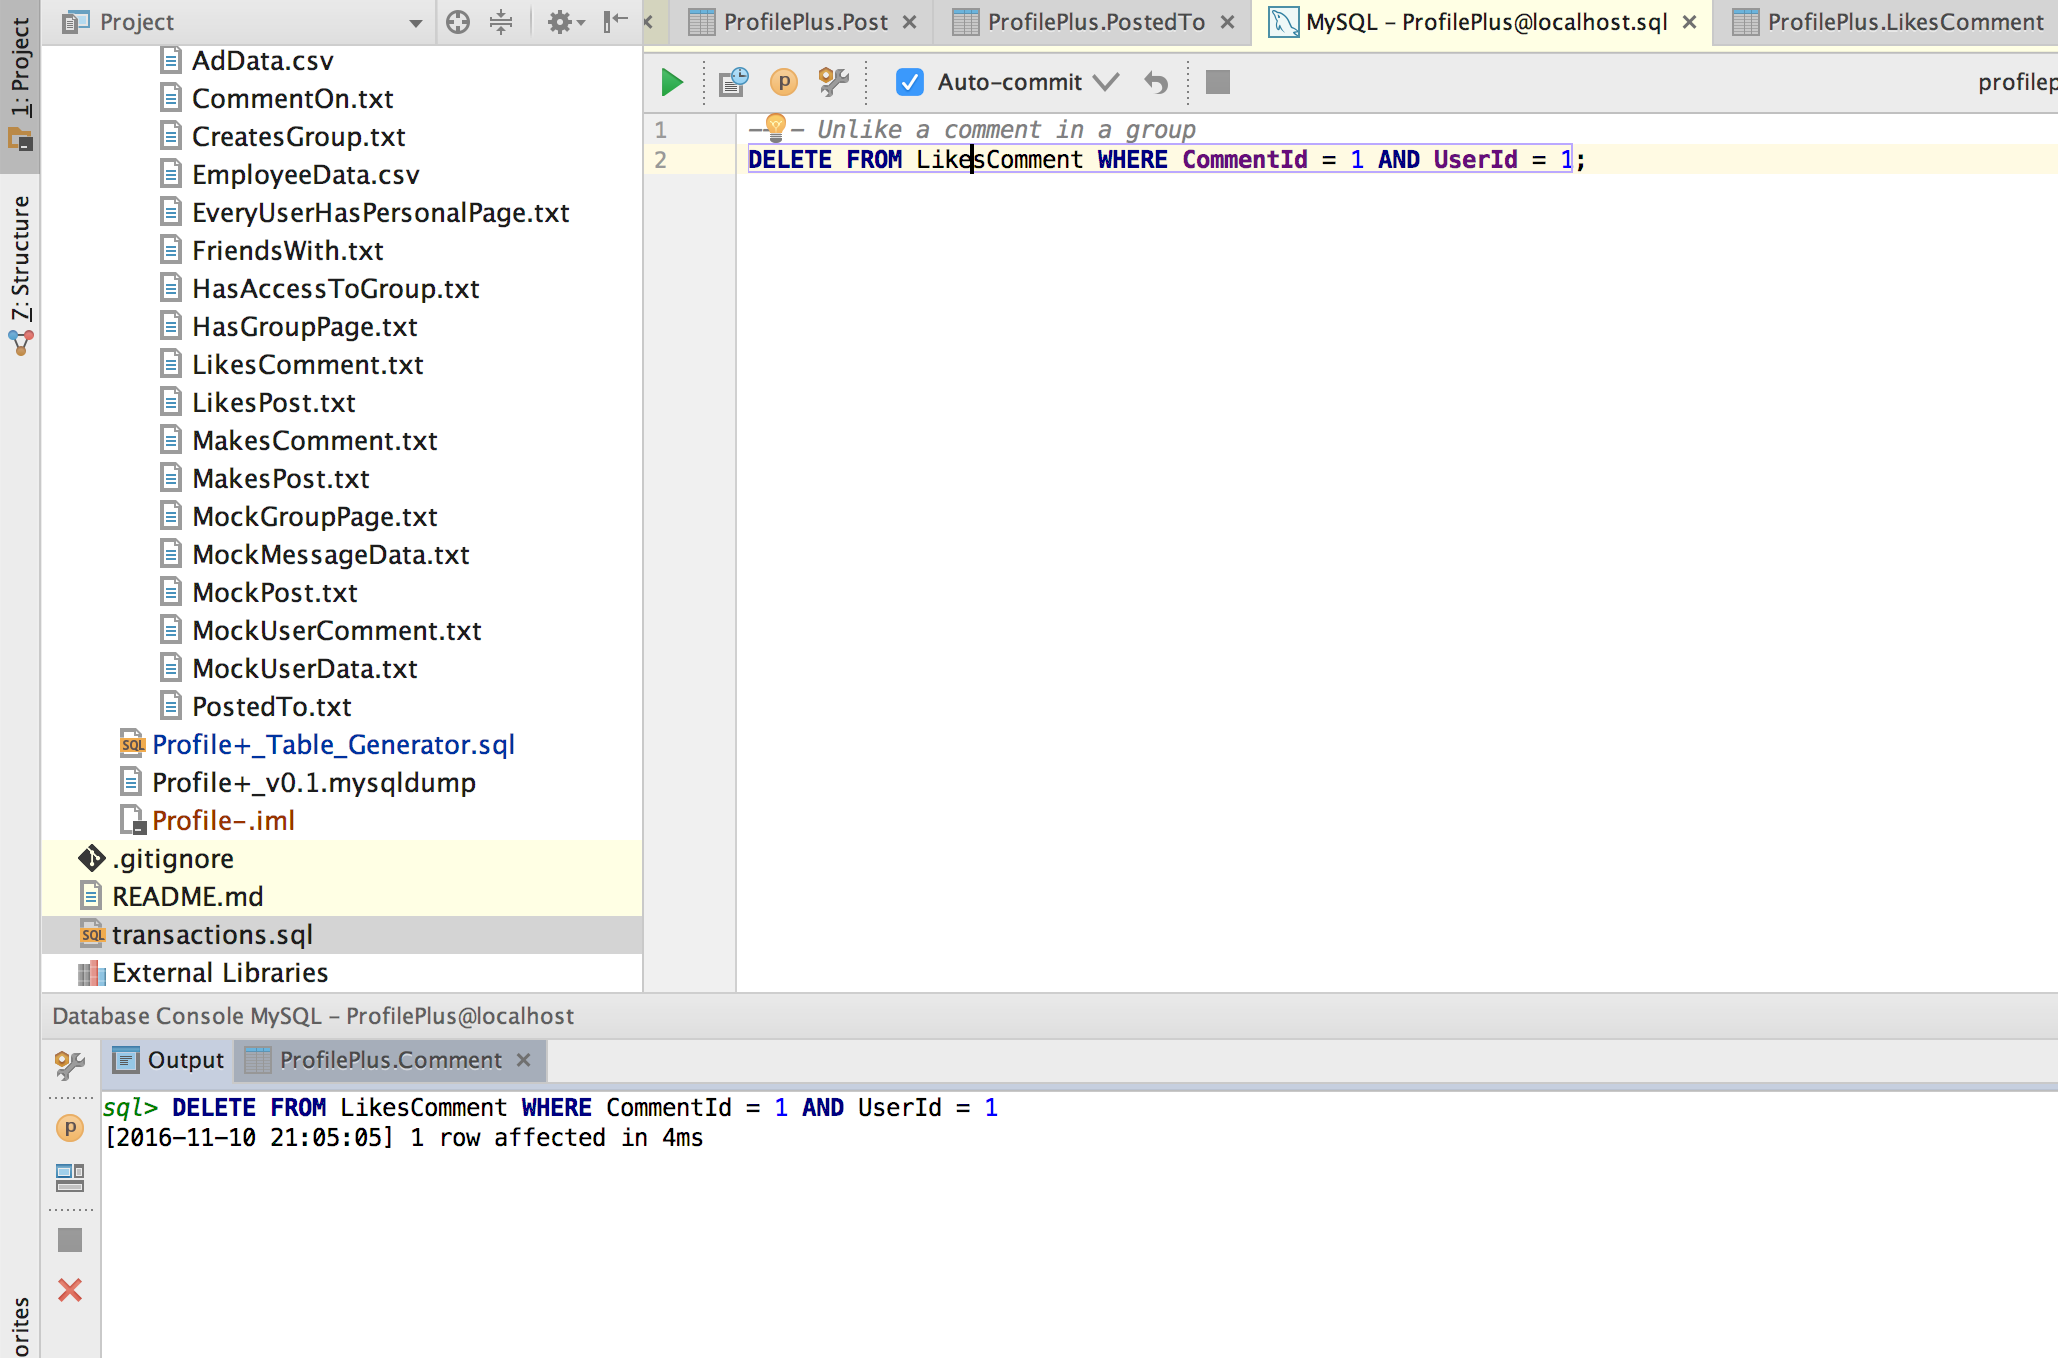 1: Project
7: Structure
orites
Project
AdData.csv
CommentOn.txt
CreatesGroup.txt
EmployeeData.csv
EveryUserHasPersonalPage.txt
FriendsWith.txt
HasAccessToGroup.txt
HasGroupPage.txt
LikesComment.txt
LikesPost.txt
MakesComment.txt
MakesPost.txt
MockGroupPage.txt
MockMessageData.txt
MockPost.txt
MockUserComment.txt
MockUserData.txt
PostedTo.txt
Profile+_Table_Generator.sql
Profile+_v0.1.mysqldump
Profile-.iml
.gitignore
README.md
transactions.sql
External Libraries
ProfilePlus.Post
ProfilePlus.PostedTo
MySQL – ProfilePlus@localhost.sql
ProfilePlus.LikesComment
Auto-commit
profilep
1 --- Unlike a comment in a group
2 DELETE FROM LikesComment WHERE CommentId = 1 AND UserId = 1;
Database Console MySQL – ProfilePlus@localhost
Output
ProfilePlus.Comment
sql> DELETE FROM LikesComment WHERE CommentId = 1 AND UserId = 1
[2016-11-10 21:05:05] 1 row affected in 4ms